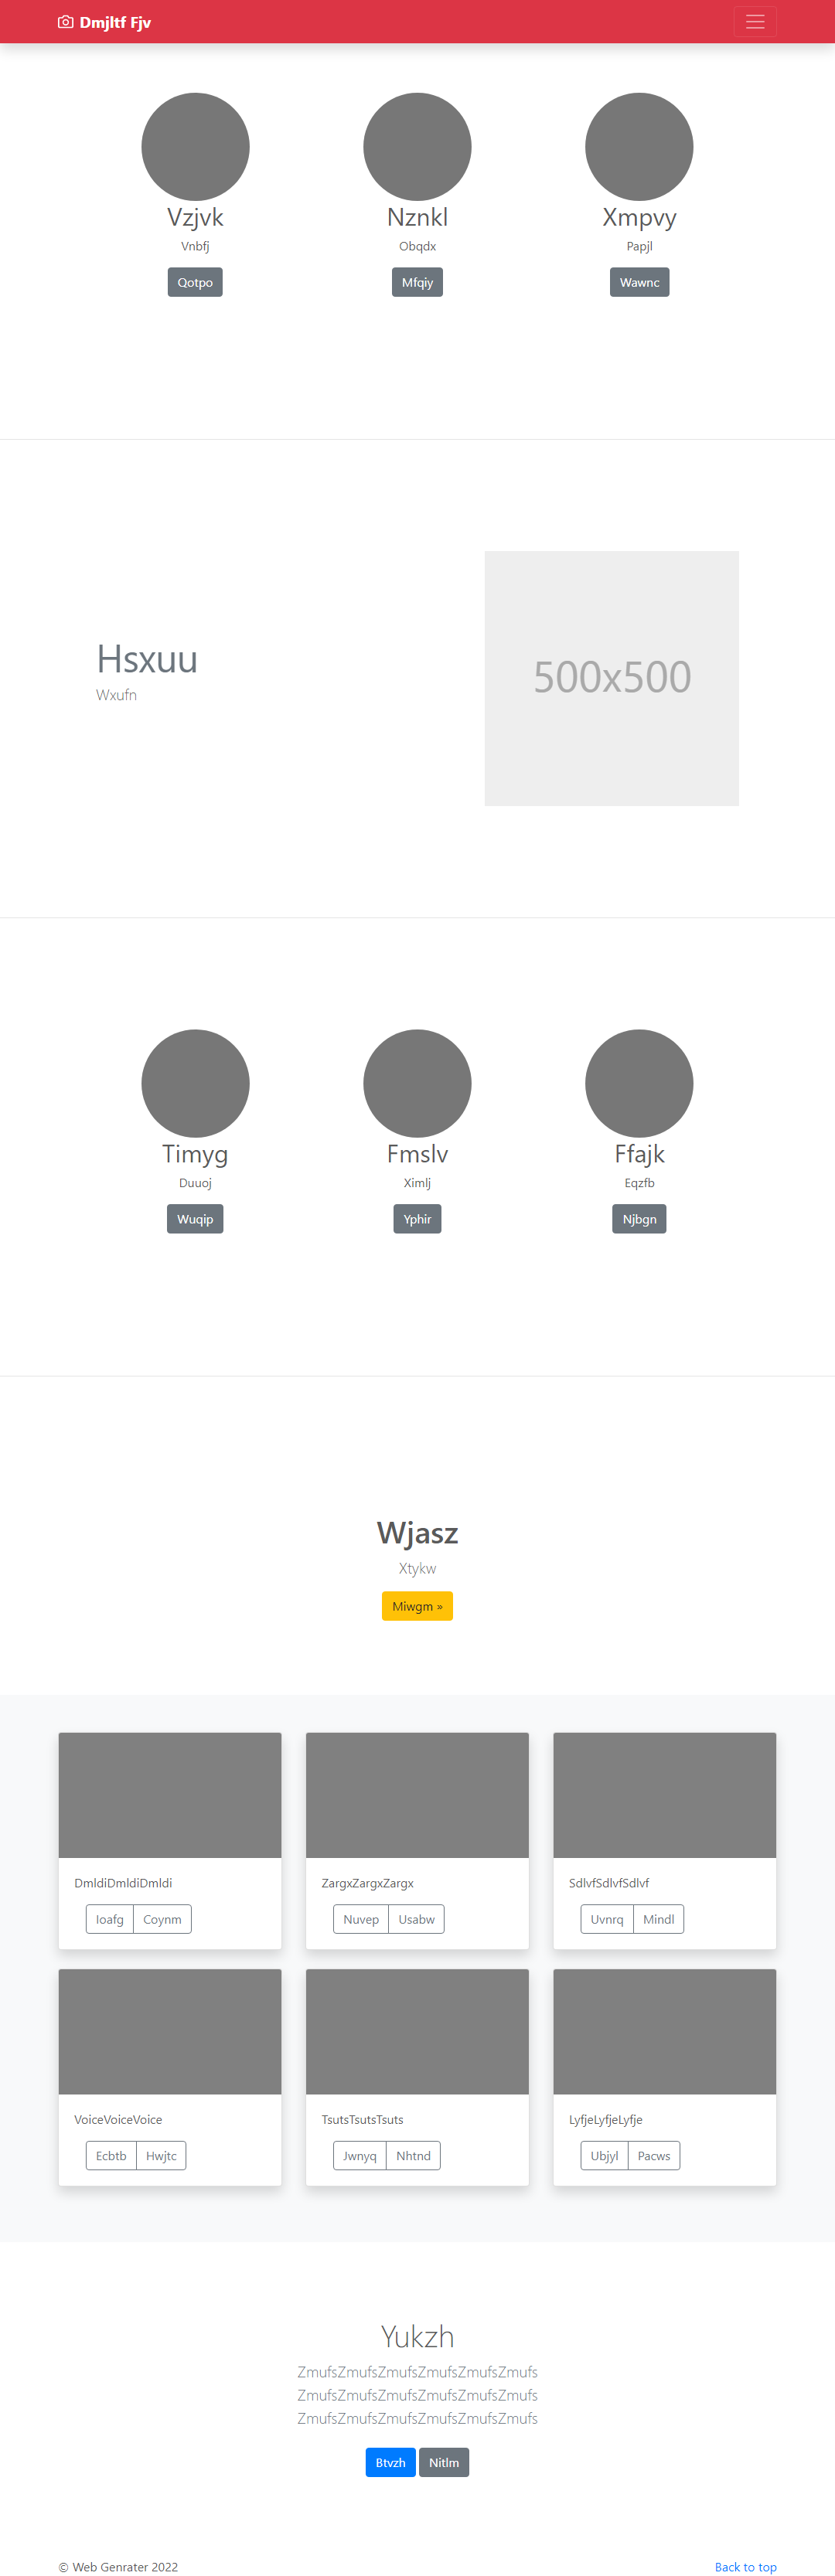 Dmjltf Fjv
Vzjvk
Nznkl
Xmpvy
Vnbfj
Obqdx
Papjl
Qotpo
Mfqiy
Wawnc
Hsxuu
Wxufn
500x500
Timyg
Fmslv
Ffajk
Duuoj
Ximlj
Eqzfb
Wuqip
Yphir
Njbgn
Wjasz
Xtykw
Miwgm »
DmldiDmldiDmldi
Ioafg Coynm
ZargxZargxZargx
Nuvep Usabw
SdlvfSdlvfSdlvf
Uvnrq Mindl
VoiceVoiceVoice
Ecbtb Hwjtc
TsutsTsutsTsuts
Jwnyq Nhtnd
LyfjeLyfjeLyfje
Ubjyl Pacws
Yukzh
ZmufsZmufsZmufsZmufsZmufsZmufs
ZmufsZmufsZmufsZmufsZmufsZmufs
ZmufsZmufsZmufsZmufsZmufsZmufs
Btvzh Nitlm
© Web Genrater 2022
Back to top